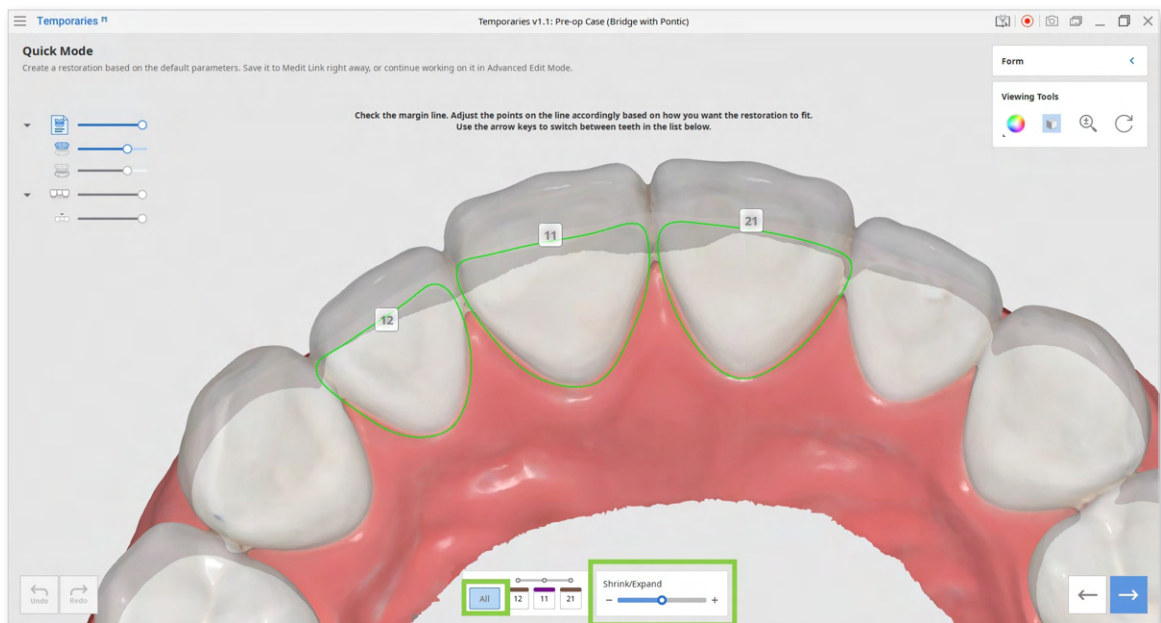 Temporaries
Temporaries v1.1: Pre-op Case (Bridge with Pontic)
Quick Mode
Create a restoration based on the default parameters. Save it to Medit Link right away, or continue working on it in Advanced Edit Mode.
Form
Viewing Tools
Check the margin line. Adjust the points on the line accordingly based on how you want the restoration to fit.
Use the arrow keys to switch between teeth in the list below.
21
11
12
Shrink/Expand
All
12
11
21
Undo
Redo